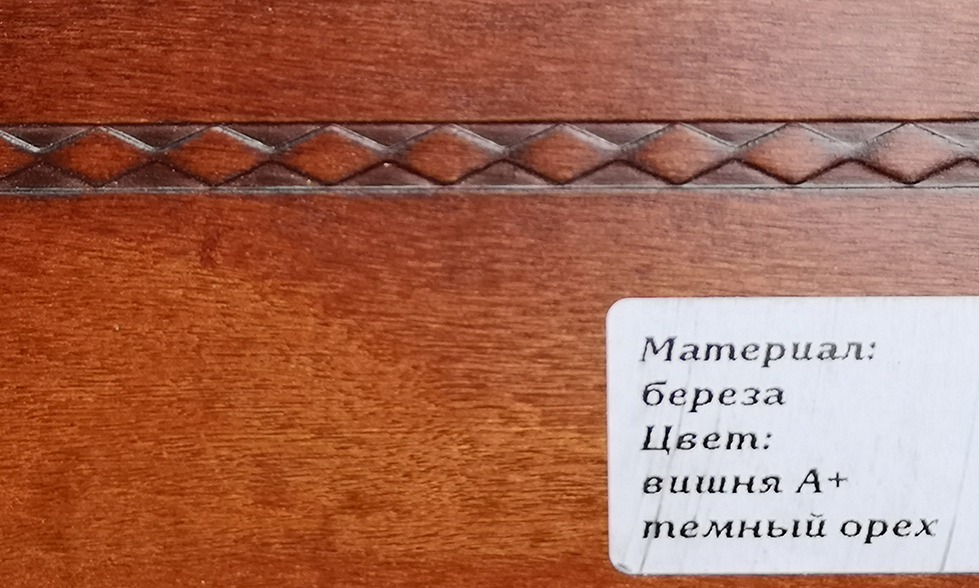 Материал:
береза
Цвет:
вишня А+
темный орех